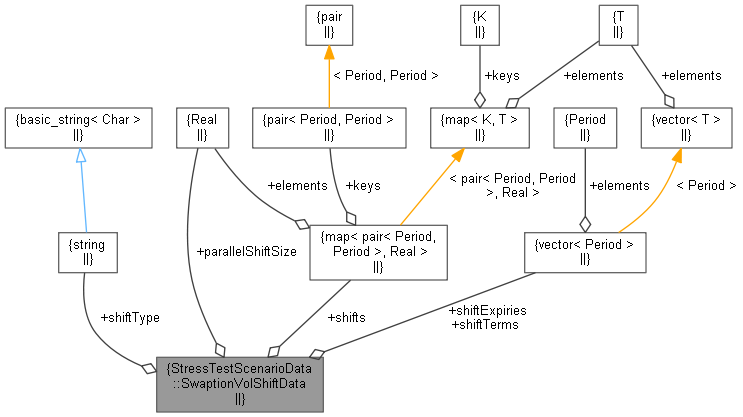 {pair
||}
{K
||}
{T
||}
< Period, Period >
+keys
+elements
+elements
{basic_string< Char >
||}
{Real
||}
{pair< Period, Period >
||}
{map< K, T >
||}
{Period
||}
{vector< T >
||}
+elements
+keys
< pair< Period, Period
>, Real >
+elements
< Period >
{string
||}
+parallelShiftSize
{map< pair< Period,
Period >, Real >
||}
{vector< Period >
||}
+shiftType
+shifts
+shiftExpiries
+shiftTerms
{StressTestScenarioData
::SwaptionVolShiftData
||}